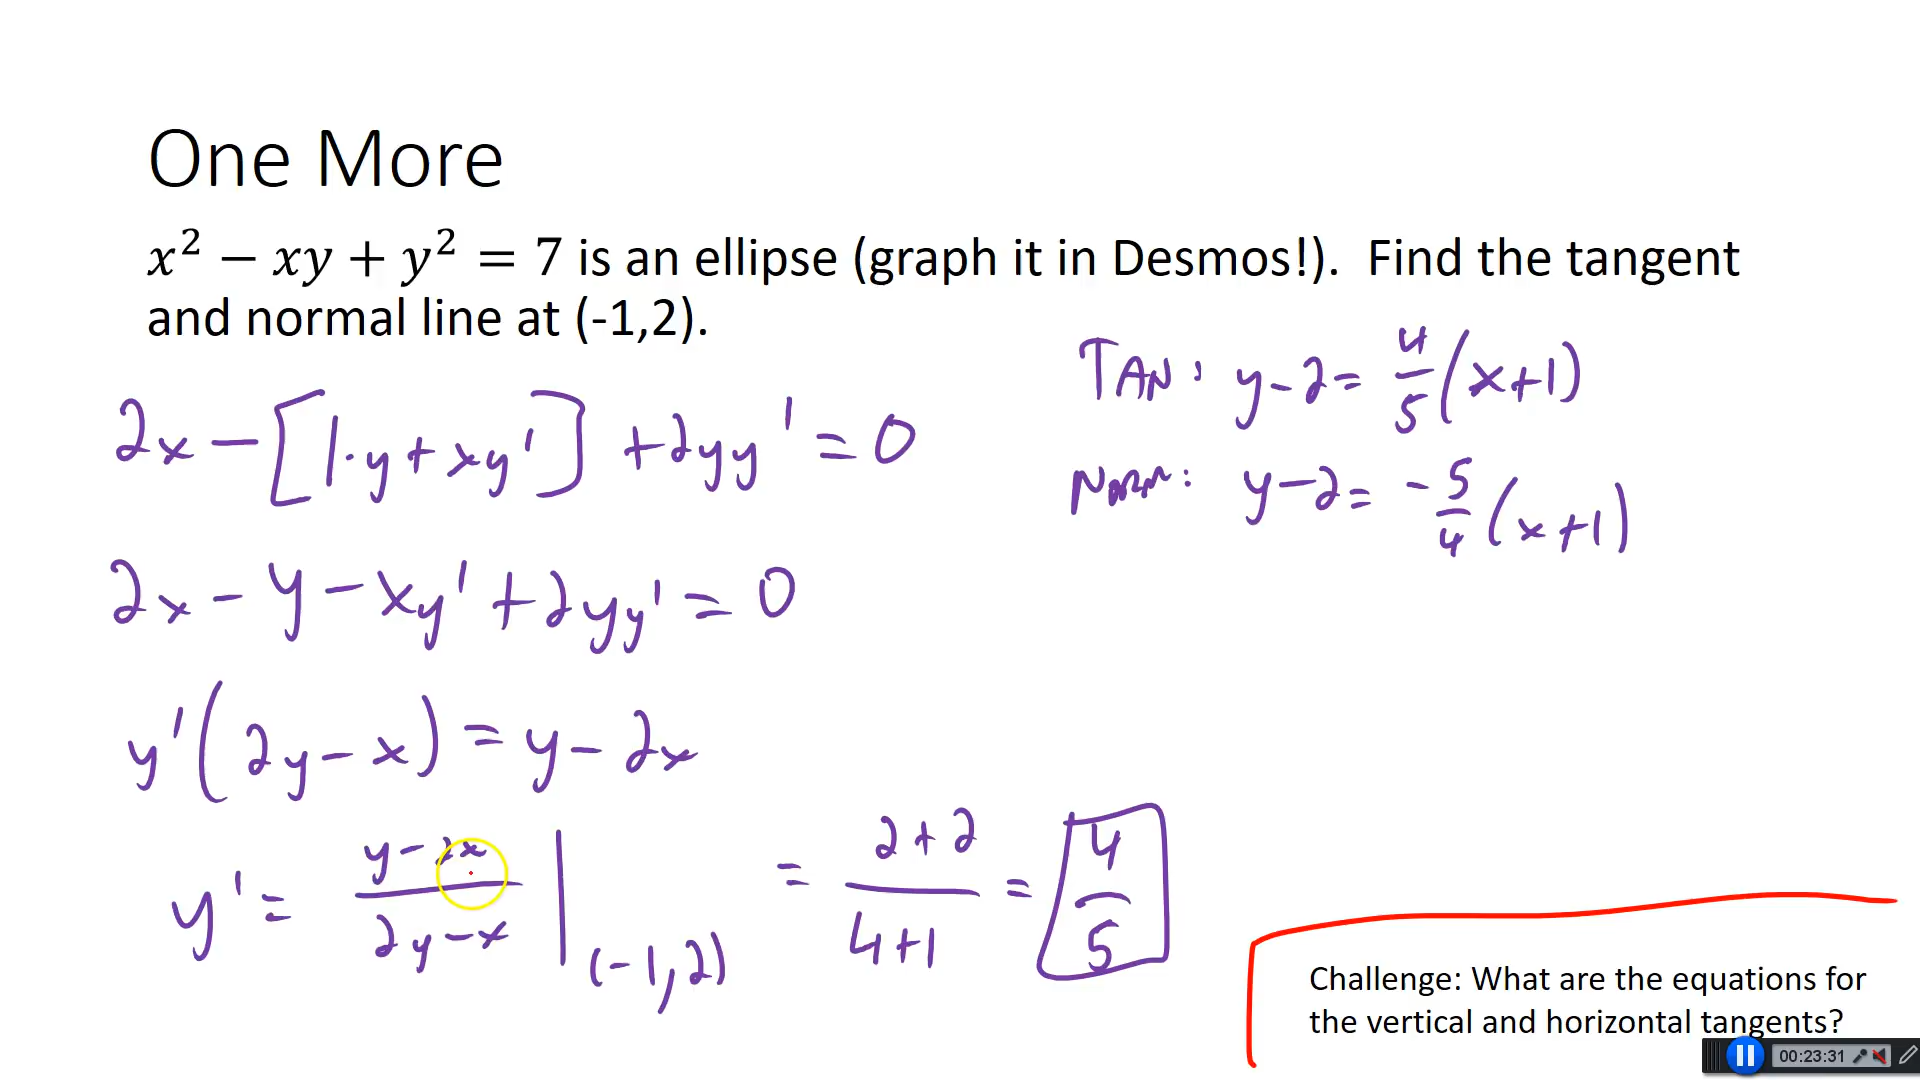 One More
x² − xy + y² = 7 is an ellipse (graph it in Desmos!). Find the tangent
and normal line at (-1,2).
TAN: y-2= 4/5 (x+1)
NORM: y-2= -5/4 (x+1)
2x - [1·y + xy'] + 2yy' = 0
2x - y - xy' + 2yy' = 0
y'(2y - x) = y - 2x
y' = (y - 2x)/(2y - x) |(-1,2) = (2+2)/(4+1) = 4/5
Challenge: What are the equations for
the vertical and horizontal tangents?
00:23:31